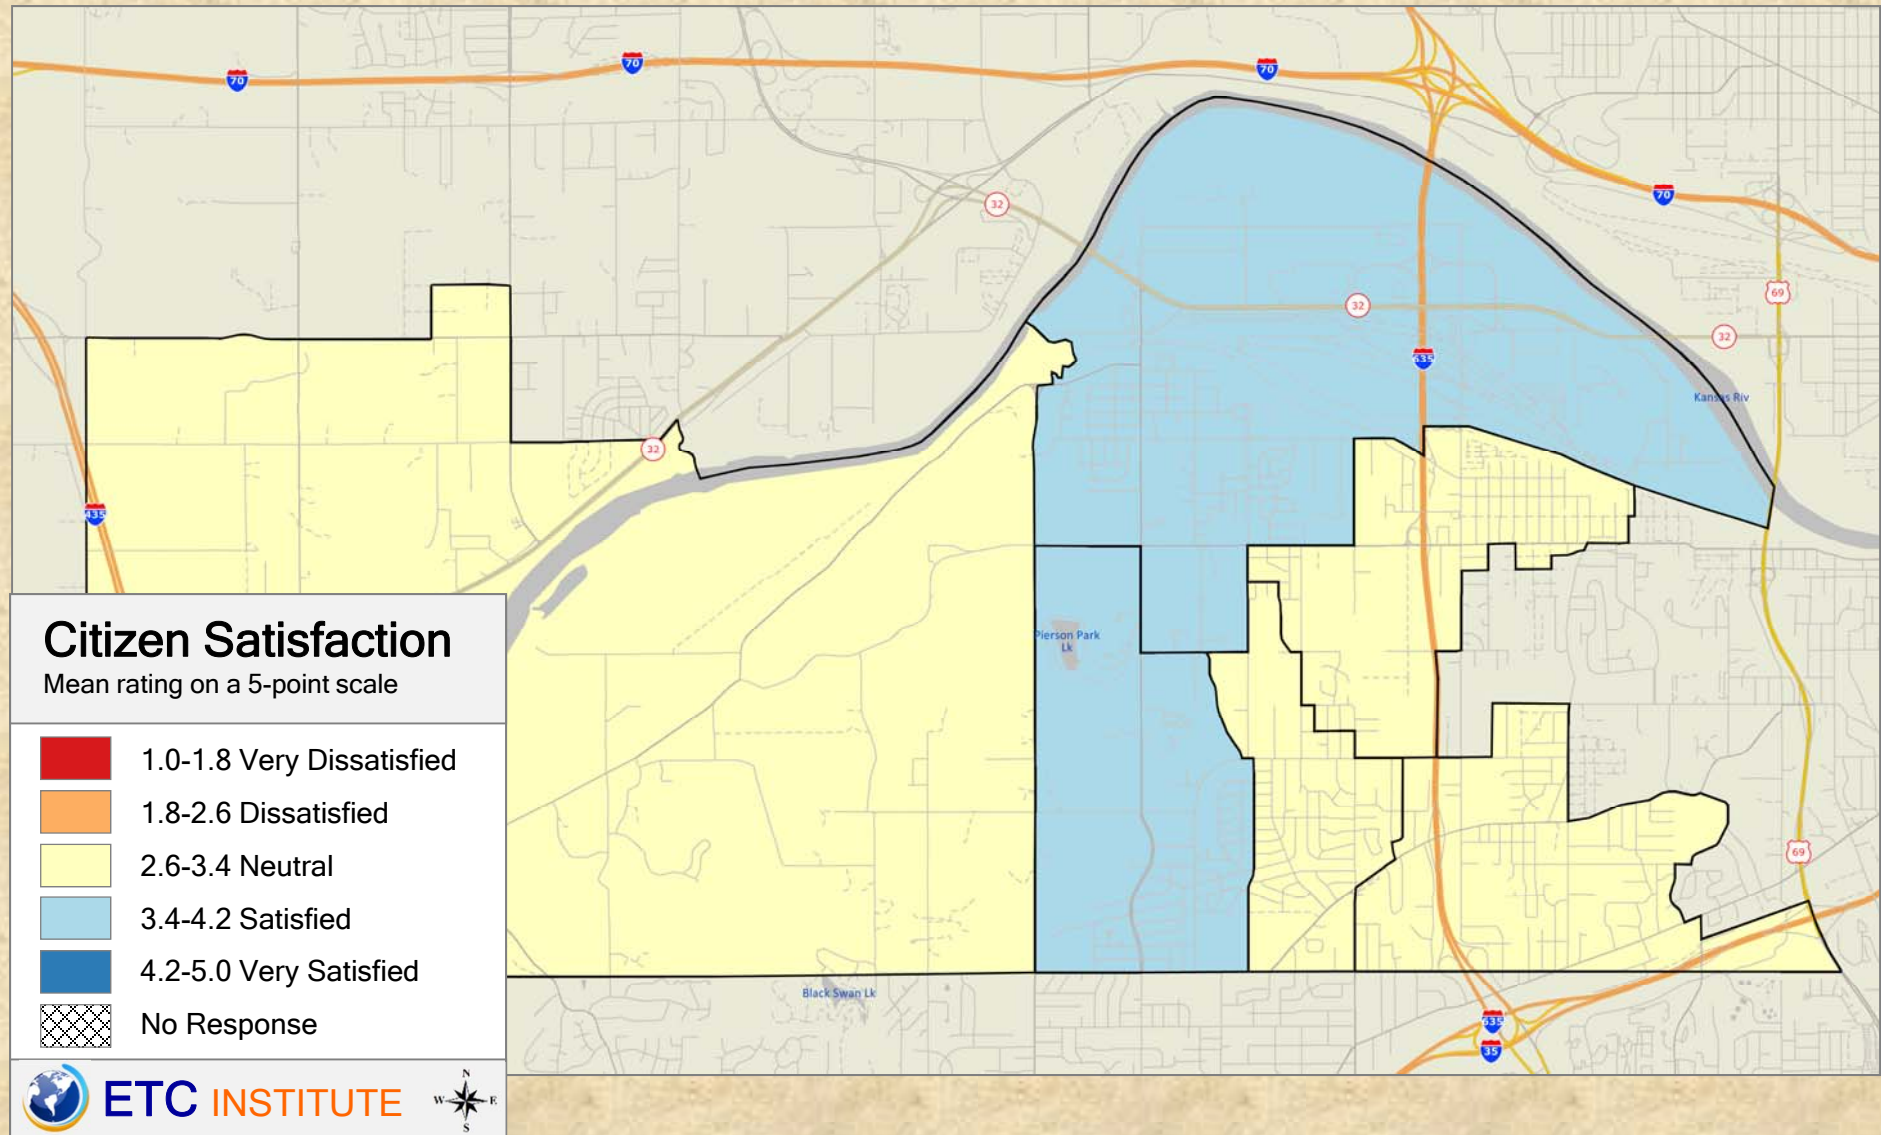 70
70
70
70
32
69
32
32
635
Kansas Riv
32
435
Pierson Park
Lk
69
Black Swan Lk
635
35
Citizen Satisfaction
Mean rating on a 5-point scale
1.0-1.8 Very Dissatisfied
1.8-2.6 Dissatisfied
2.6-3.4 Neutral
3.4-4.2 Satisfied
4.2-5.0 Very Satisfied
No Response
ETC INSTITUTE
N
W E
S